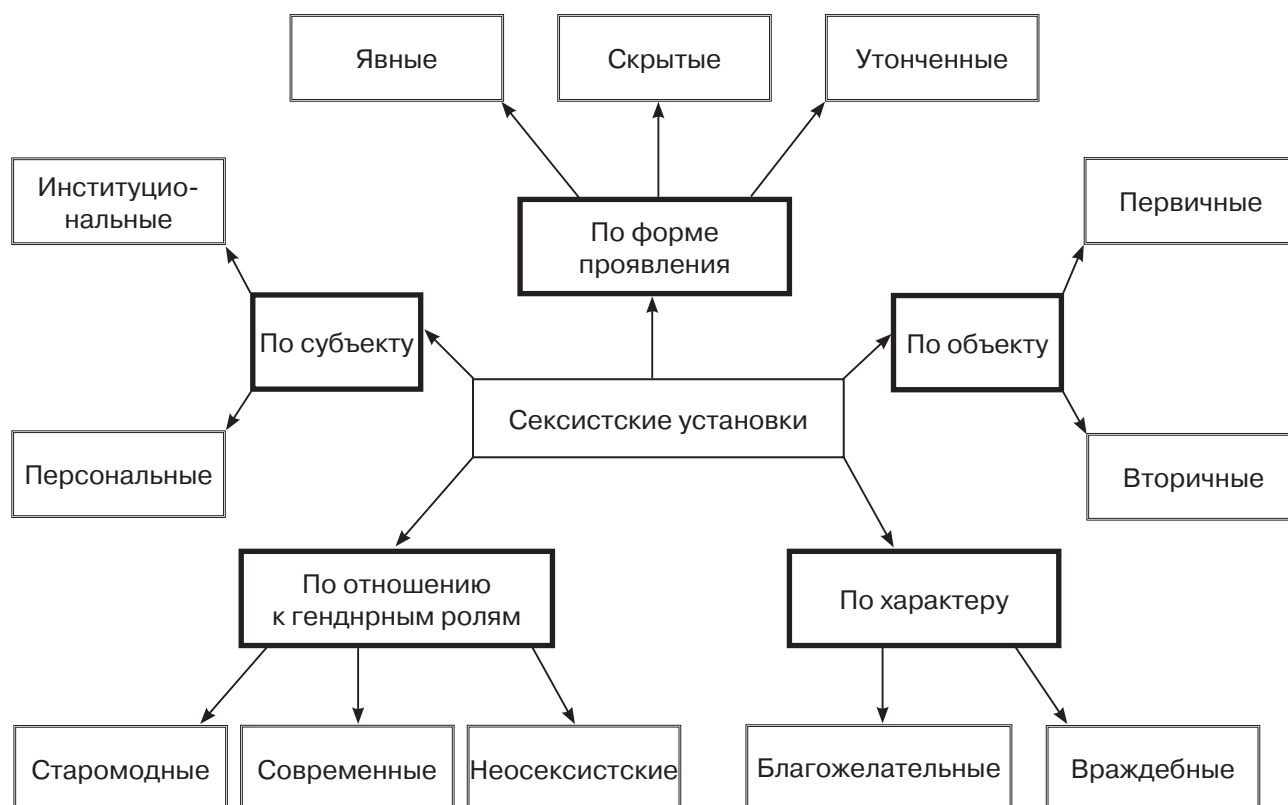 Явные
Скрытые
Утонченные
Институцио-
нальные
Первичные
По форме
проявления
По субъекту
По объекту
Сексистские установки
Персональные
Вторичные
По отношению
к генднрным ролям
По характеру
Старомодные
Современные
Неосексистские
Благожелательные
Враждебные